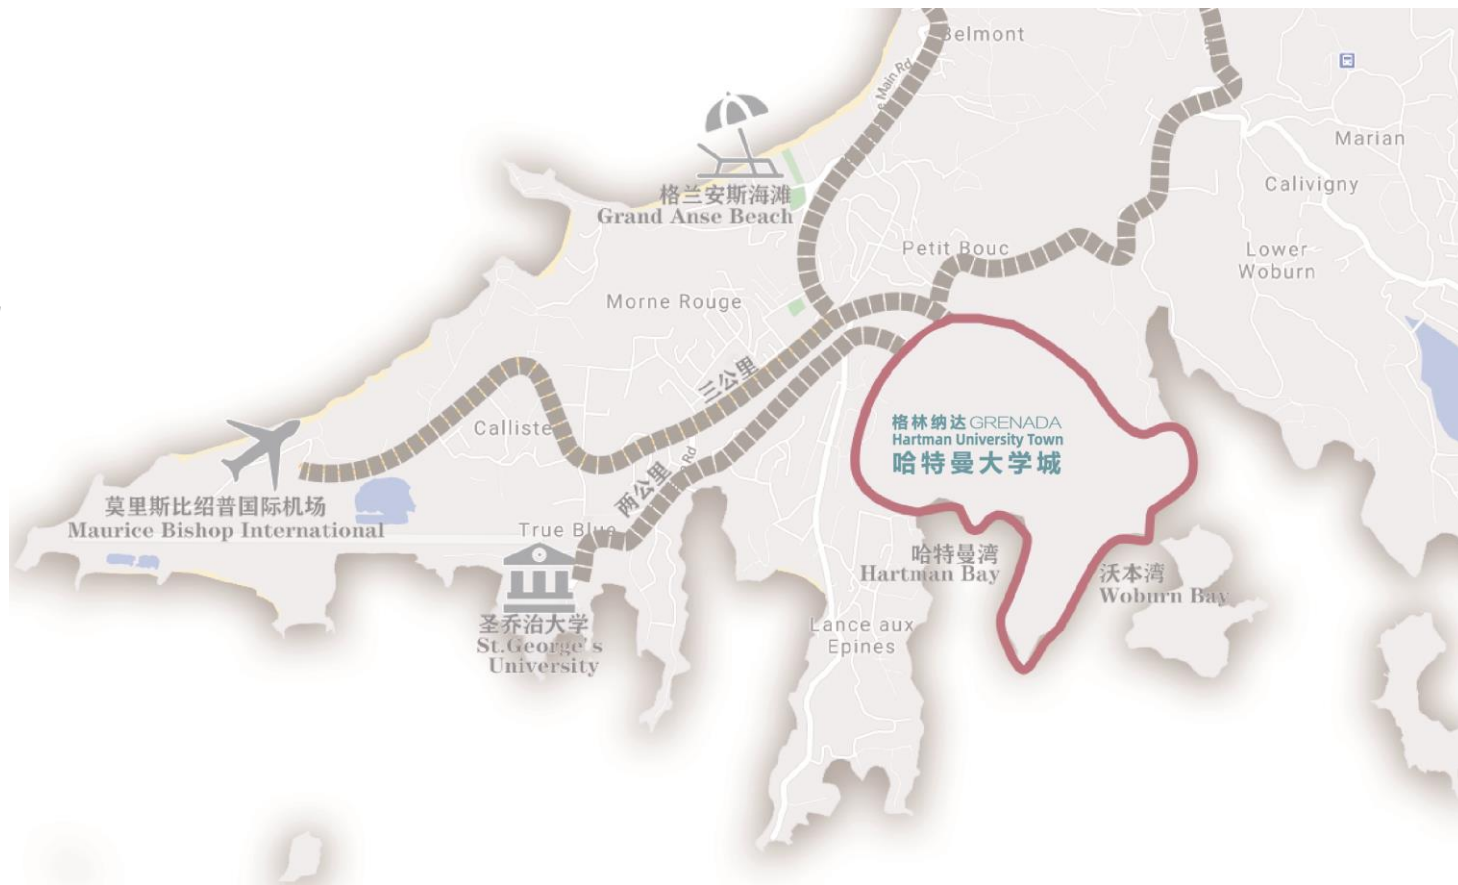 Belmont
e Main Rd
Marian
Calivigny
格兰安斯海滩
Grand Anse Beach
Petit Bouc
Lower
Woburn
Morne Rouge
三公里
Calliste
格林纳达 GRENADA
Hartman University Town
哈特曼大学城
两公里
Rd
莫里斯比绍普国际机场
Maurice Bishop International
True Blue
哈特曼湾
Hartman Bay
沃本湾
Woburn Bay
圣乔治大学
St.George's
University
Lance aux
Epines